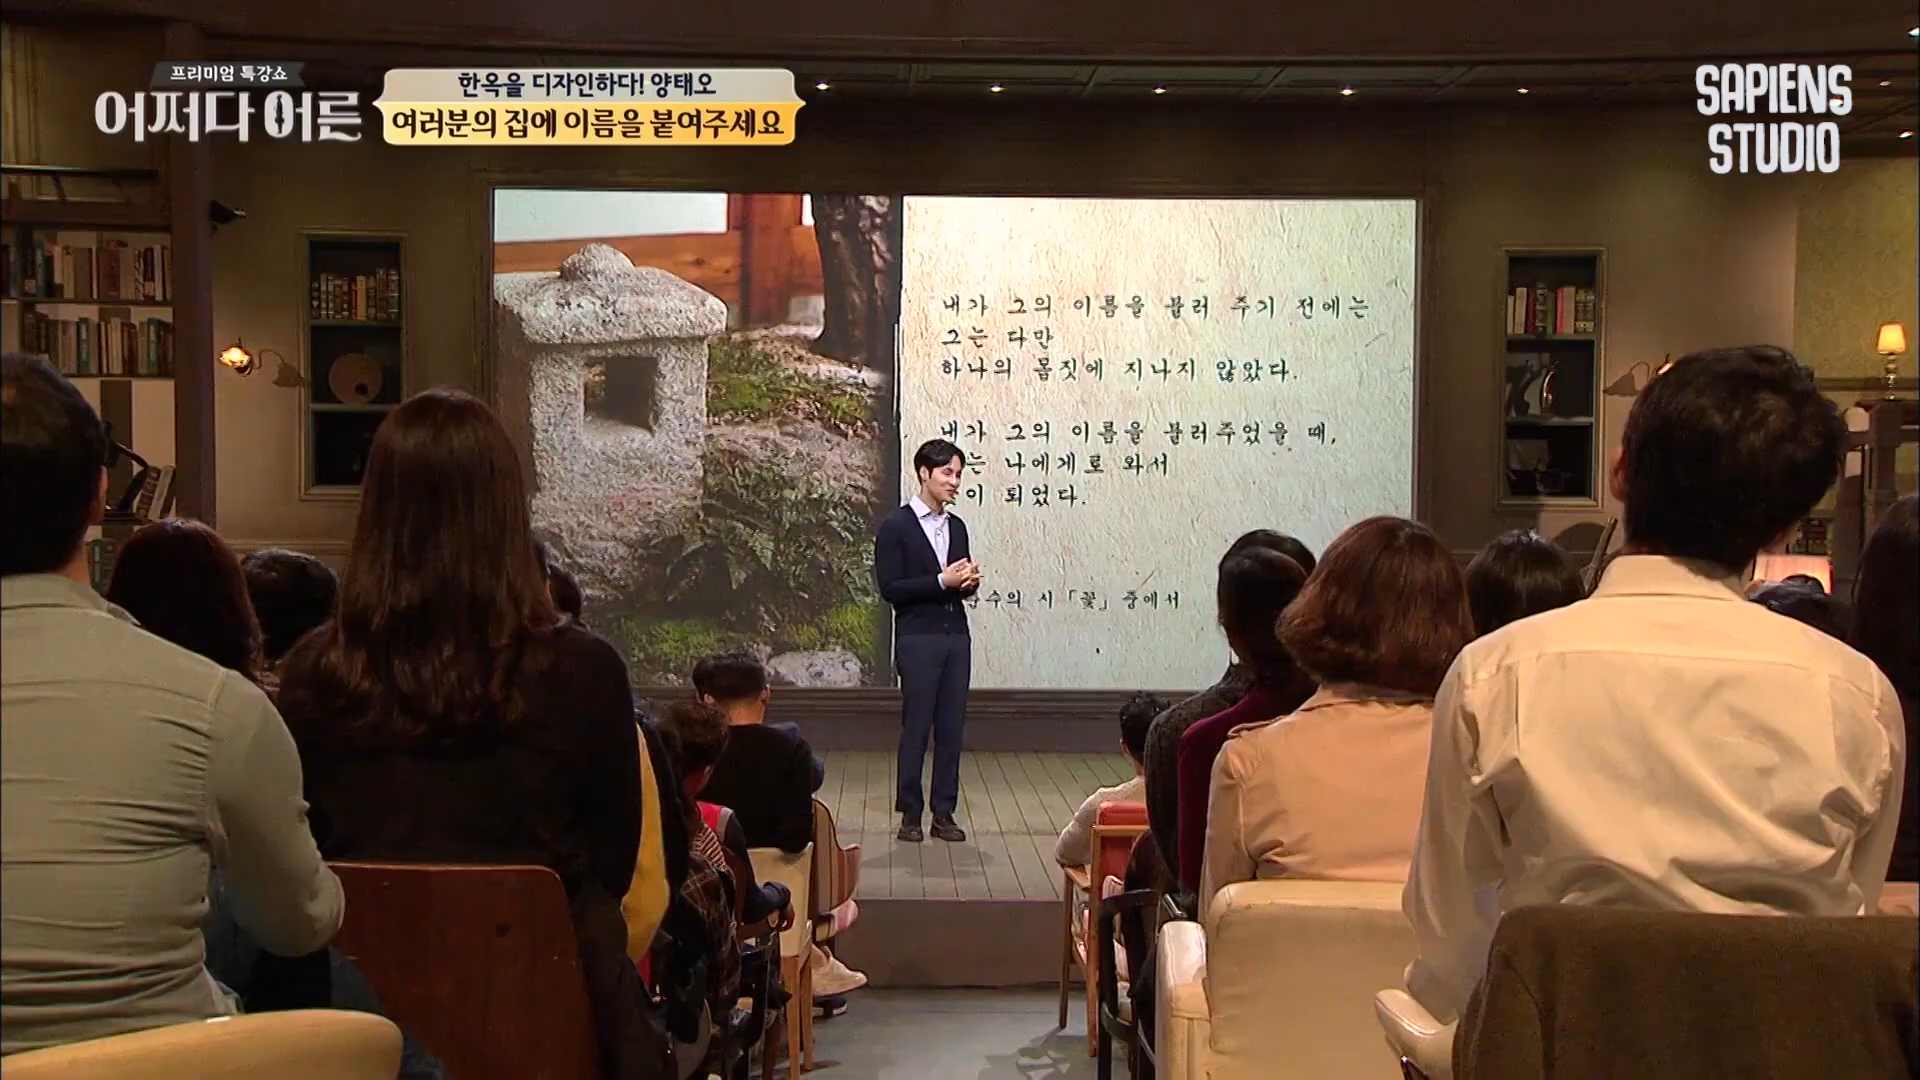 프리미엄 특강쇼
어쩌다 어른
한옥을 디자인하다! 양태오
여러분의 집에 이름을 붙여주세요
SAPIENS
STUDIO
내가 그의 이름을 불러 주기 전에는
그는 다만
하나의 몸짓에 지나지 않았다.
내가 그의 이름을 불러주었을 때,
는 나에게로 와서
이 되었다.
수의 시 「꽃」 중에서